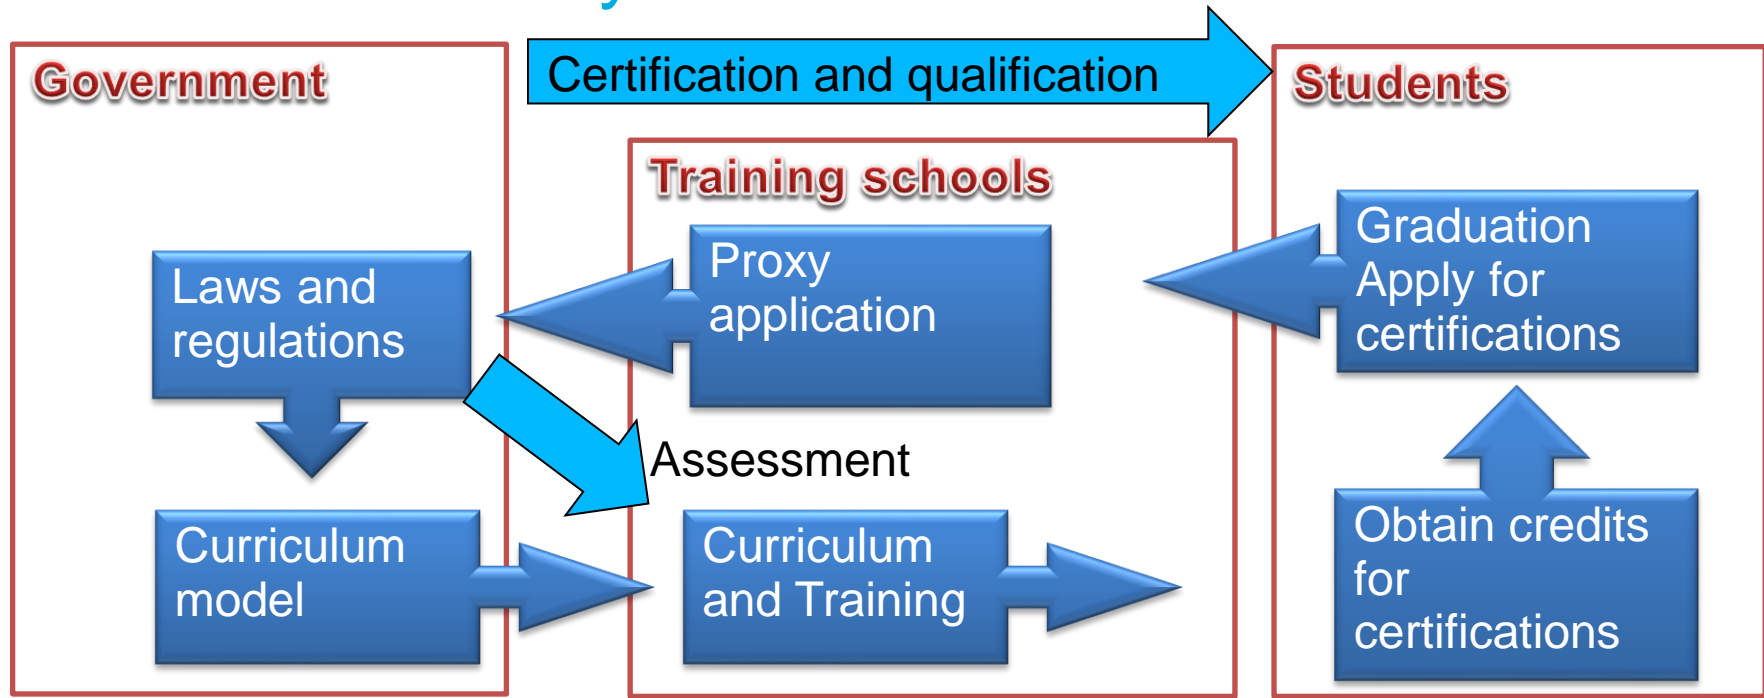 Government
Certification and qualification
Students
Training schools
Laws and
regulations
Proxy
application
Graduation
Apply for
certifications
Assessment
Curriculum
model
Curriculum
and Training
Obtain credits
for
certifications